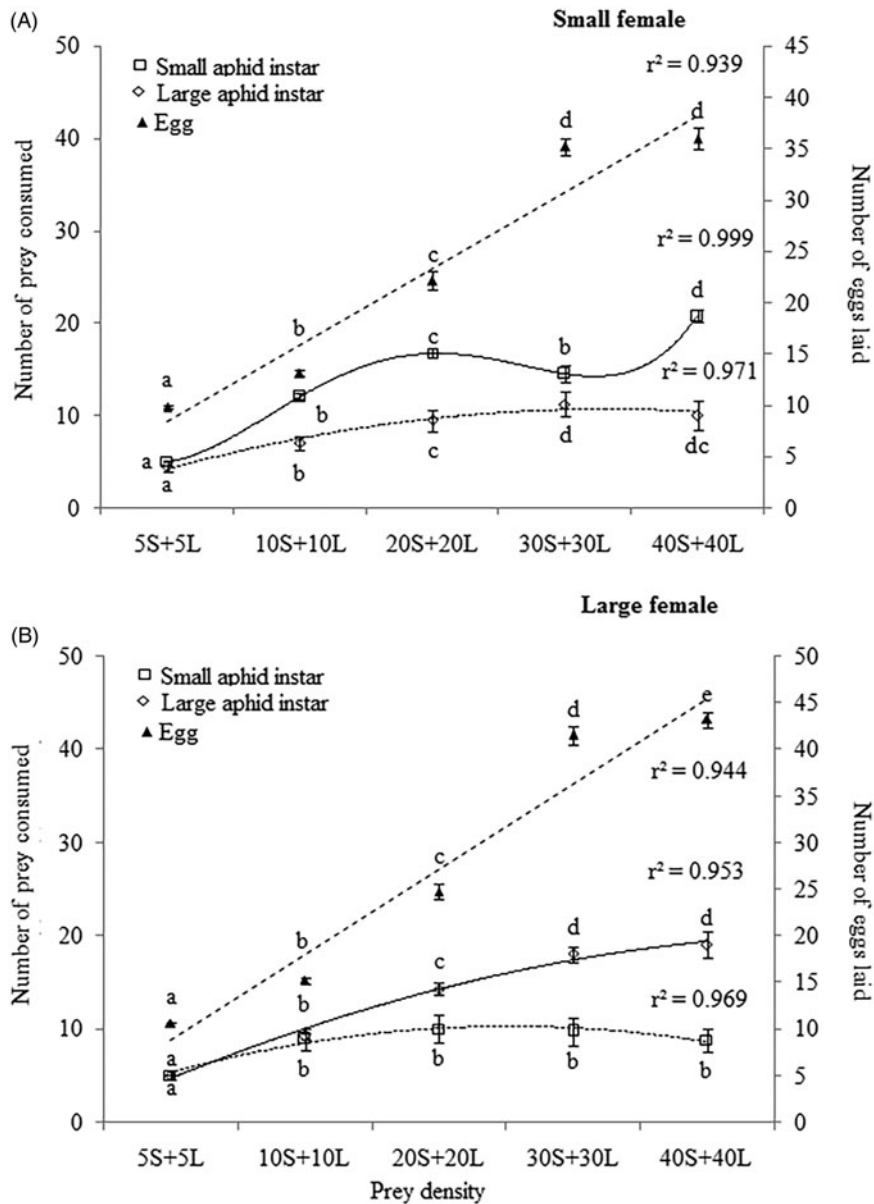 (A)
Small female
50
45
Small aphid instar
Large aphid instar
Egg
r² = 0.939
d
d
40
40
35
Number of prey consumed
Number of eggs laid
30
30
r² = 0.999
c
25
d
20
20
b
c
b
15
r² = 0.971
a
10
b
10
a
a
b
c
d
dc
5
0
0
5S+5L 10S+10L 20S+20L 30S+30L 40S+40L
(B)
Large female
50
50
Small aphid instar
Large aphid instar
Egg
d
e
45
40
40
r² = 0.944
35
Number of prey consumed
Number of eggs laid
30
30
c
r² = 0.953
25
20
b
d
d
20
a
c
15
b
r² = 0.969
10
10
a
a
b
b
b
b
5
0
0
5S+5L 10S+10L 20S+20L 30S+30L 40S+40L
Prey density